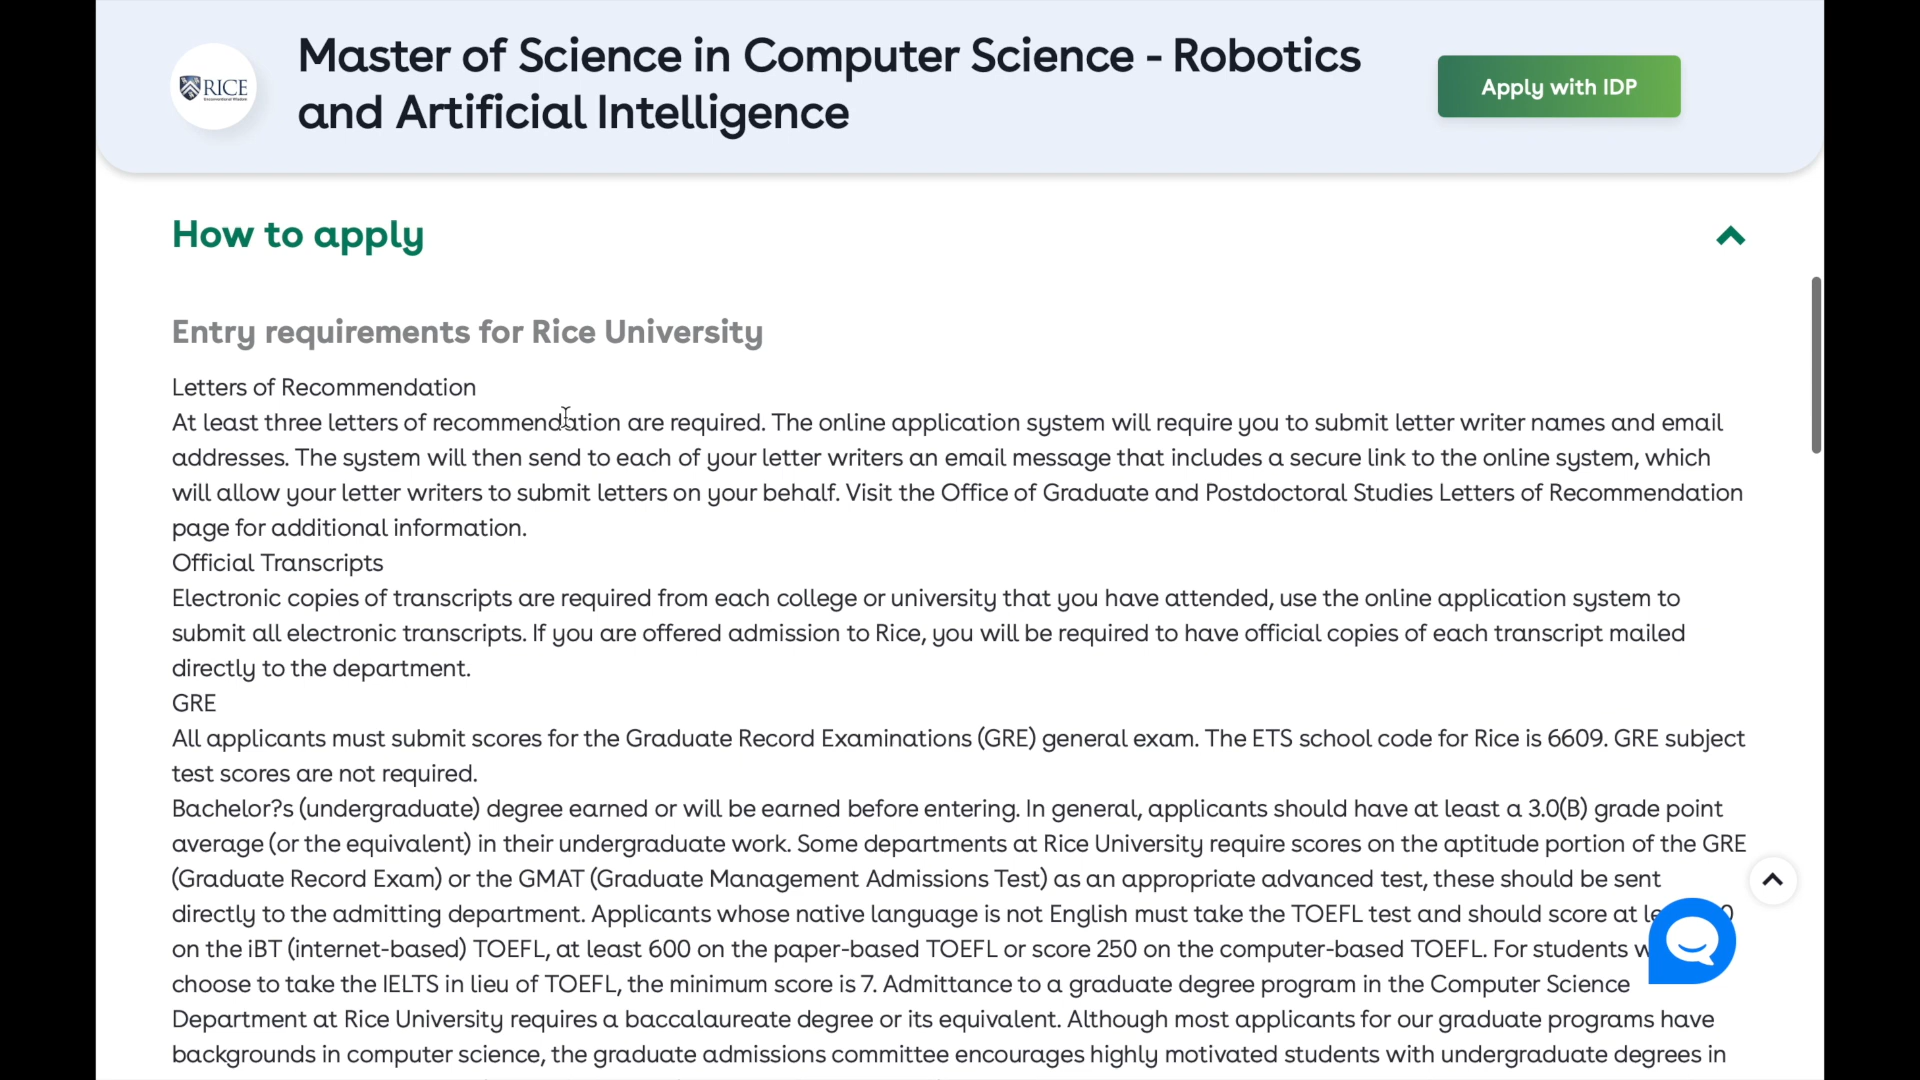 RICE
Unconventional Wisdom
Master of Science in Computer Science - Robotics
and Artificial Intelligence
Apply with IDP
How to apply
Entry requirements for Rice University
Letters of Recommendation
At least three letters of recommendation are required. The online application system will require you to submit letter writer names and email
addresses. The system will then send to each of your letter writers an email message that includes a secure link to the online system, which
will allow your letter writers to submit letters on your behalf. Visit the Office of Graduate and Postdoctoral Studies Letters of Recommendation
page for additional information.
Official Transcripts
Electronic copies of transcripts are required from each college or university that you have attended, use the online application system to
submit all electronic transcripts. If you are offered admission to Rice, you will be required to have official copies of each transcript mailed
directly to the department.
GRE
All applicants must submit scores for the Graduate Record Examinations (GRE) general exam. The ETS school code for Rice is 6609. GRE subject
test scores are not required.
Bachelor?s (undergraduate) degree earned or will be earned before entering. In general, applicants should have at least a 3.0(B) grade point
average (or the equivalent) in their undergraduate work. Some departments at Rice University require scores on the aptitude portion of the GRE
(Graduate Record Exam) or the GMAT (Graduate Management Admissions Test) as an appropriate advanced test, these should be sent
directly to the admitting department. Applicants whose native language is not English must take the TOEFL test and should score at
on the iBT (internet-based) TOEFL, at least 600 on the paper-based TOEFL or score 250 on the computer-based TOEFL. For students
choose to take the IELTS in lieu of TOEFL, the minimum score is 7. Admittance to a graduate degree program in the Computer Science
Department at Rice University requires a baccalaureate degree or its equivalent. Although most applicants for our graduate programs have
backgrounds in computer science, the graduate admissions committee encourages highly motivated students with undergraduate degrees in